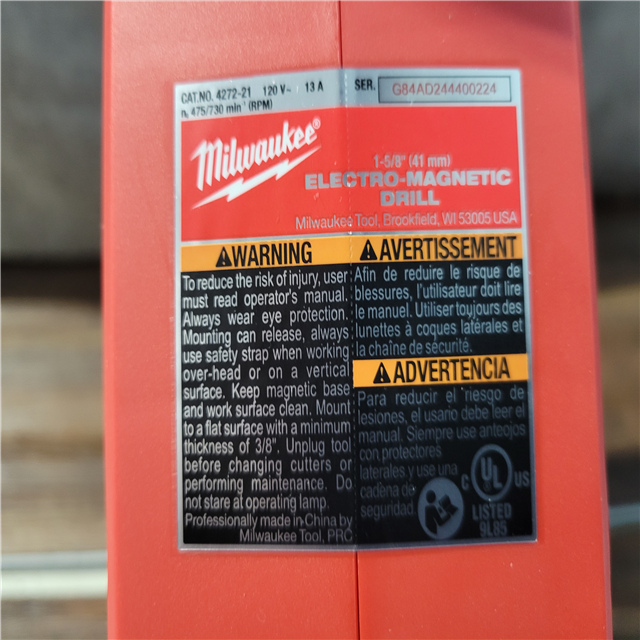 CAT.NO. 4272-21 120 V~ 13 A
n₀ 475/730 min⁻¹ (RPM)
SER. G84AD244400224
Milwaukee®
1-5/8" (41 mm)
ELECTRO-MAGNETIC
DRILL
Milwaukee Tool, Brookfield, WI 53005 USA
WARNING
To reduce the risk of injury, user
must read operator's manual.
Always wear eye protection.
Mounting can release, always
use safety strap when working
over-head or on a vertical
surface. Keep magnetic base
and work surface clean. Mount
to a flat surface with a minimum
thickness of 3/8". Unplug tool
before changing cutters or
performing maintenance. Do
not stare at operating lamp.
Professionally made in China by
Milwaukee Tool, PRC
AVERTISSEMENT
Afin de reduire le risque de
blessures, l'utilisateur doit lire
le manuel. Utiliser toujours des
lunettes à coques latérales et
la chaîne de sécurité.
ADVERTENCIA
Para reducir el riesgo de
lesiones, el usario debe leer el
manual. Siempre use anteojos
con protectores
laterales y use una
cadena de
seguridad.
C UL US
LISTED
9L85